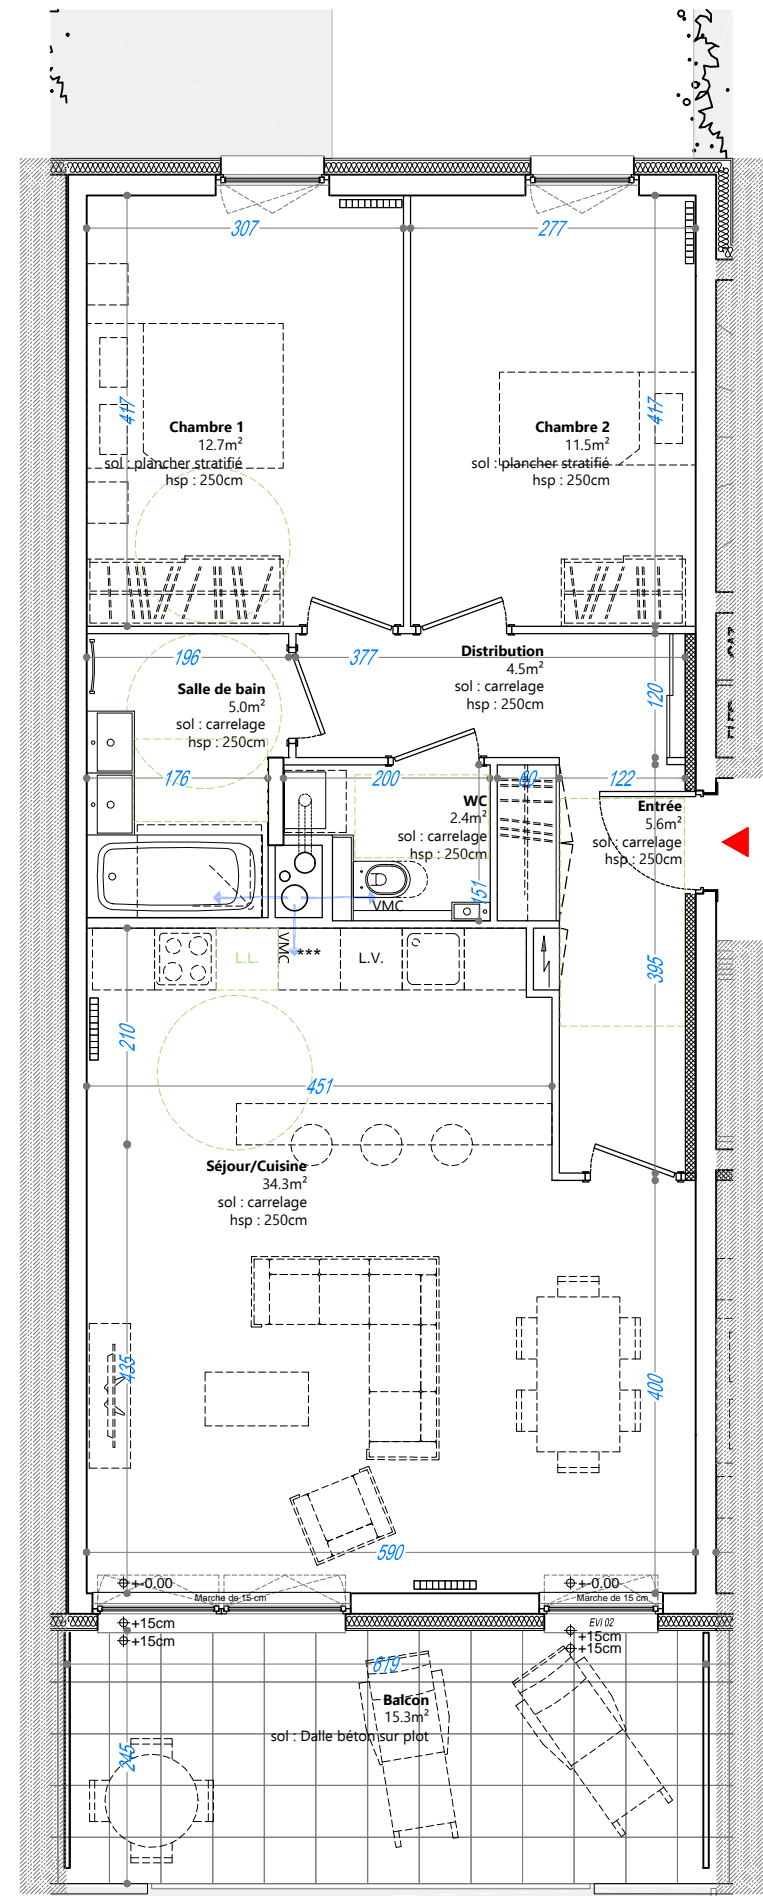 307
277
417
417
Chambre 1
12.7m²
sol : plancher stratifié
hsp : 250cm
Chambre 2
11.5m²
sol : plancher stratifié
hsp : 250cm
196
377
Distribution
4.5m²
sol : carrelage
hsp : 250cm
120
Salle de bain
5.0m²
sol : carrelage
hsp : 250cm
176
200
60
122
WC
2.4m²
sol : carrelage
hsp : 250cm
Entrée
5.6m²
sol : carrelage
hsp : 250cm
151
VMC
L.L.
VMC
***
L.V.
395
210
451
Séjour/Cuisine
34.3m²
sol : carrelage
hsp : 250cm
435
400
590
+-0.00
+-0.00
Marche de 15 cm
Marche de 15 cm
+15cm
+15cm
EVI 02
+15cm
+15cm
619
Balcon
15.3m²
sol : Dalle béton sur plot
245